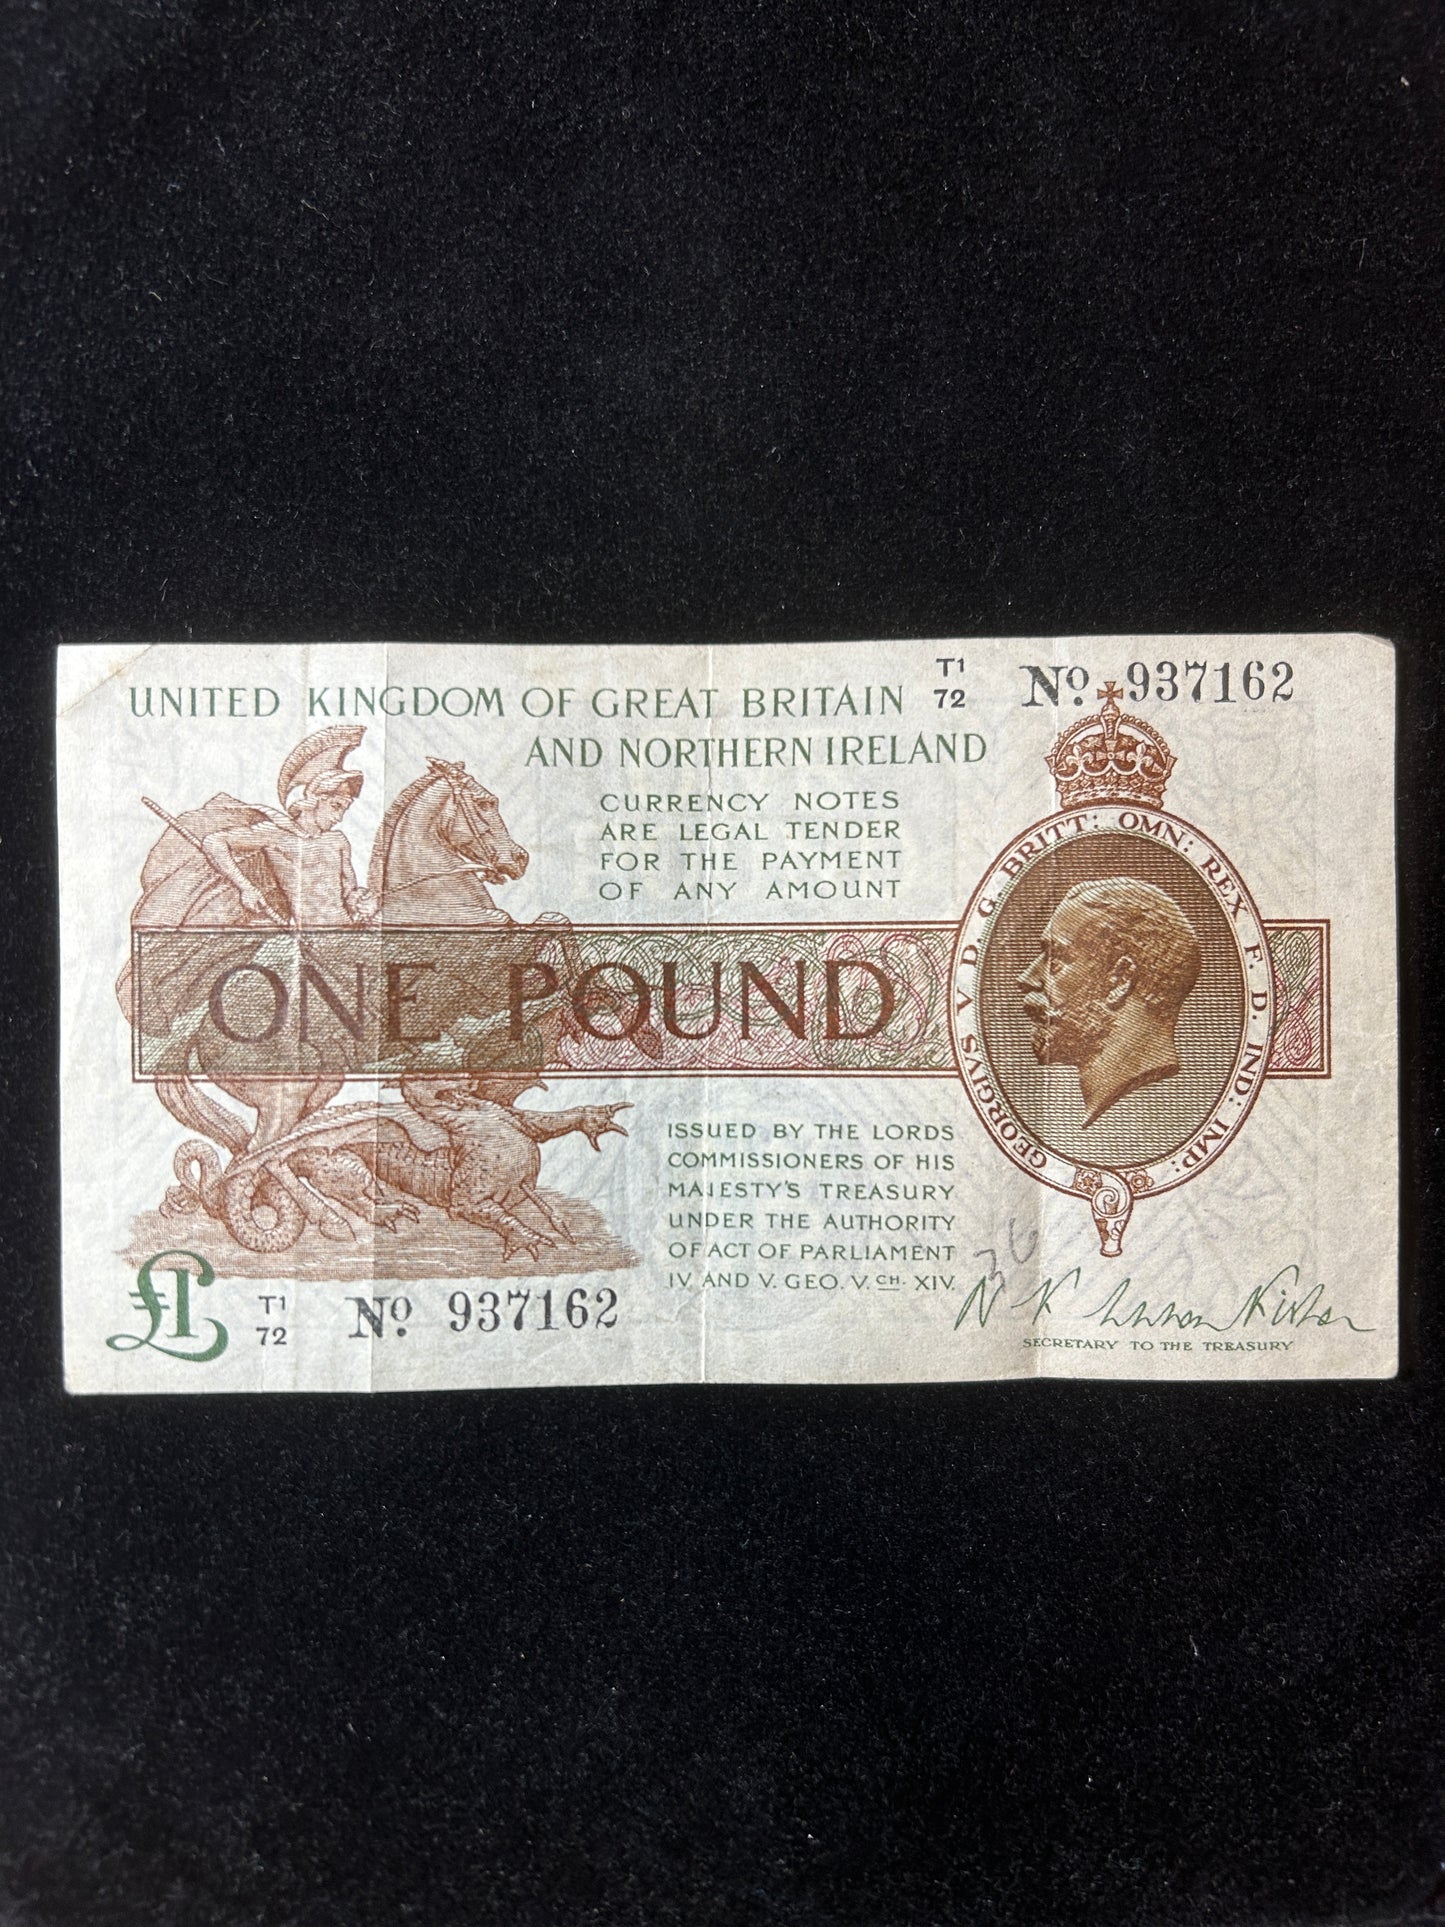 UNITED KINGDOM OF GREAT BRITAIN
AND NORTHERN IRELAND
T1
72
No. 937162
CURRENCY NOTES
ARE LEGAL TENDER
FOR THE PAYMENT
OF ANY AMOUNT
ONE POUND
GEORGIVS V D. G. BRITT: OMN: REX F. D. IND: IMP:
ISSUED BY THE LORDS
COMMISSIONERS OF HIS
MAJESTY'S TREASURY
UNDER THE AUTHORITY
OF ACT OF PARLIAMENT
IV. AND V. GEO. V. CH. XIV.
£1
T1
72
No. 937162
SECRETARY TO THE TREASURY